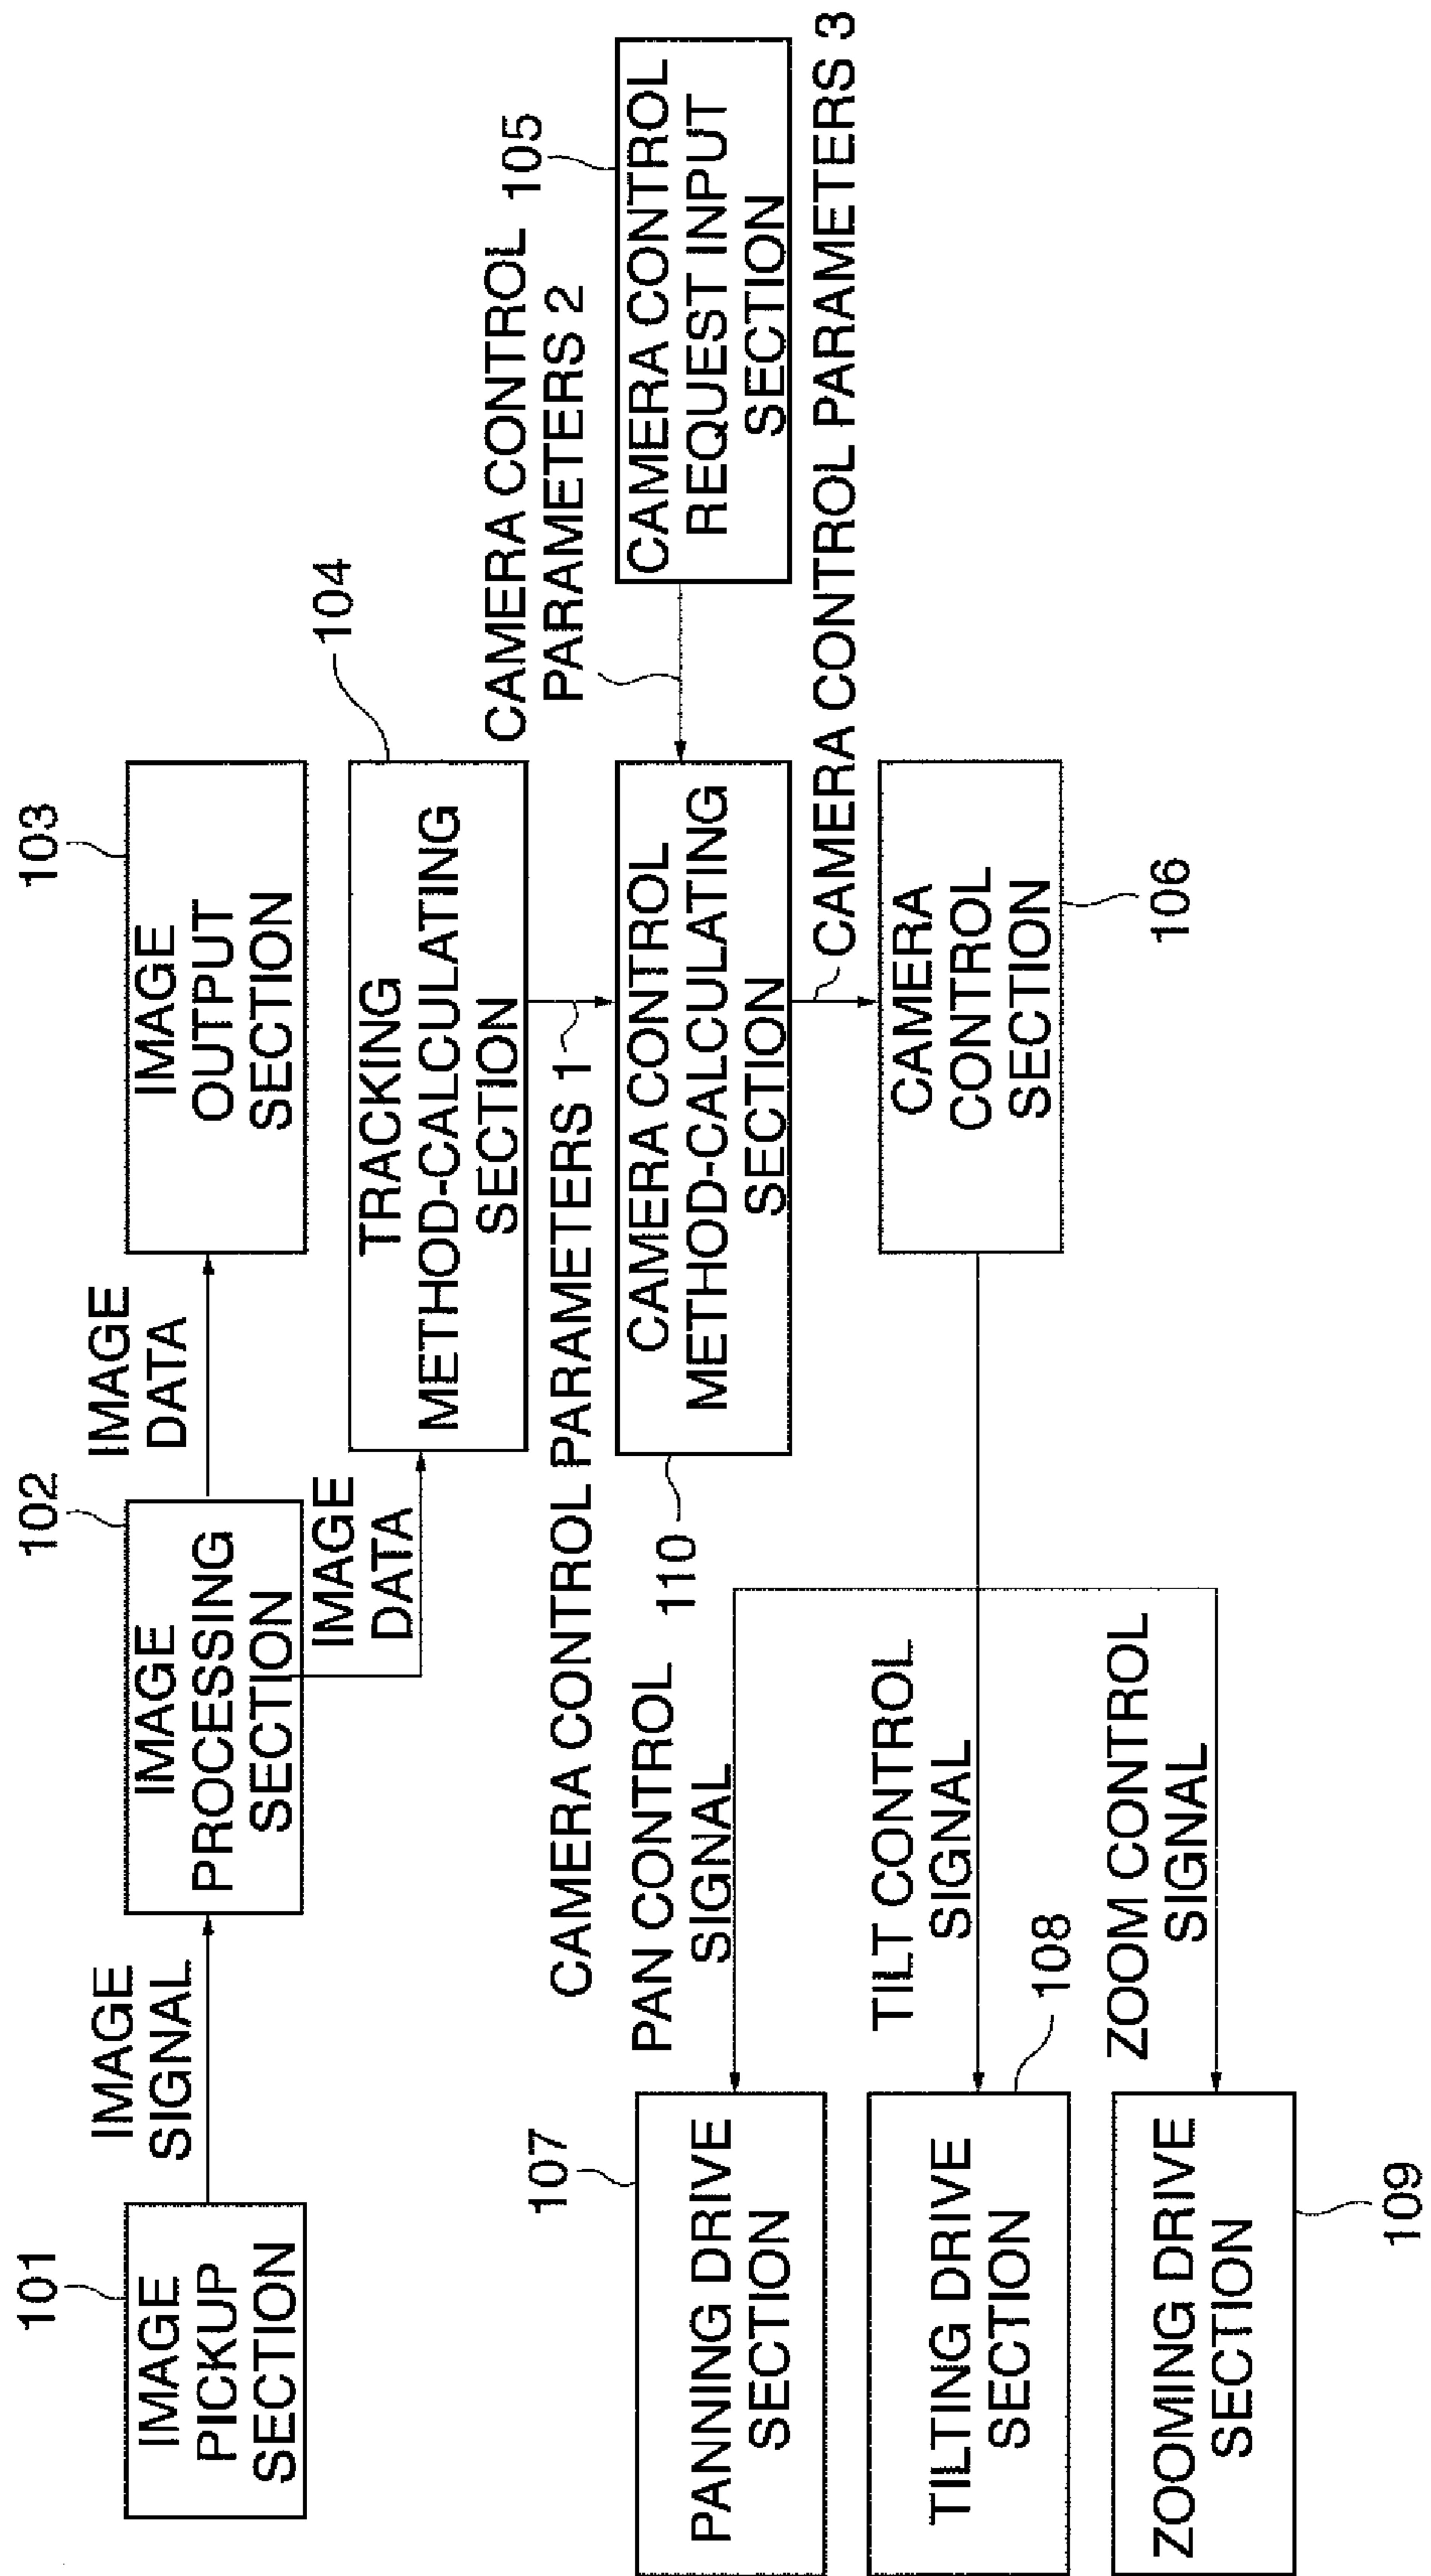 101
IMAGE
PICKUP
SECTION
IMAGE
SIGNAL
102
IMAGE
PROCESSING
SECTION
IMAGE
DATA
103
IMAGE
OUTPUT
SECTION
IMAGE
DATA
104
TRACKING
METHOD-CALCULATING
SECTION
CAMERA CONTROL PARAMETERS 1
CAMERA CONTROL
PARAMETERS 2
105
CAMERA CONTROL
REQUEST INPUT
SECTION
110
CAMERA CONTROL
METHOD-CALCULATING
SECTION
CAMERA CONTROL PARAMETERS 3
CAMERA
CONTROL
SECTION
106
PAN CONTROL
SIGNAL
107
PANNING DRIVE
SECTION
TILT CONTROL
SIGNAL
108
TILTING DRIVE
SECTION
ZOOM CONTROL
SIGNAL
ZOOMING DRIVE
SECTION
109